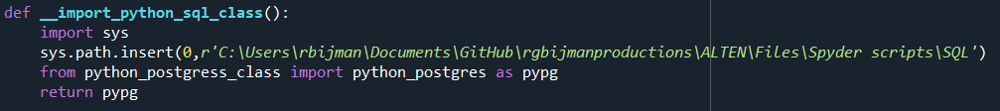 def __import_python_sql_class():
import sys
sys.path.insert(0,r'C:\Users\rbijman\Documents\GitHub\rgbijmanproductions\ALTEN\Files\Spyder scripts\SQL')
from python_postgress_class import python_postgres as pypg
return pypg